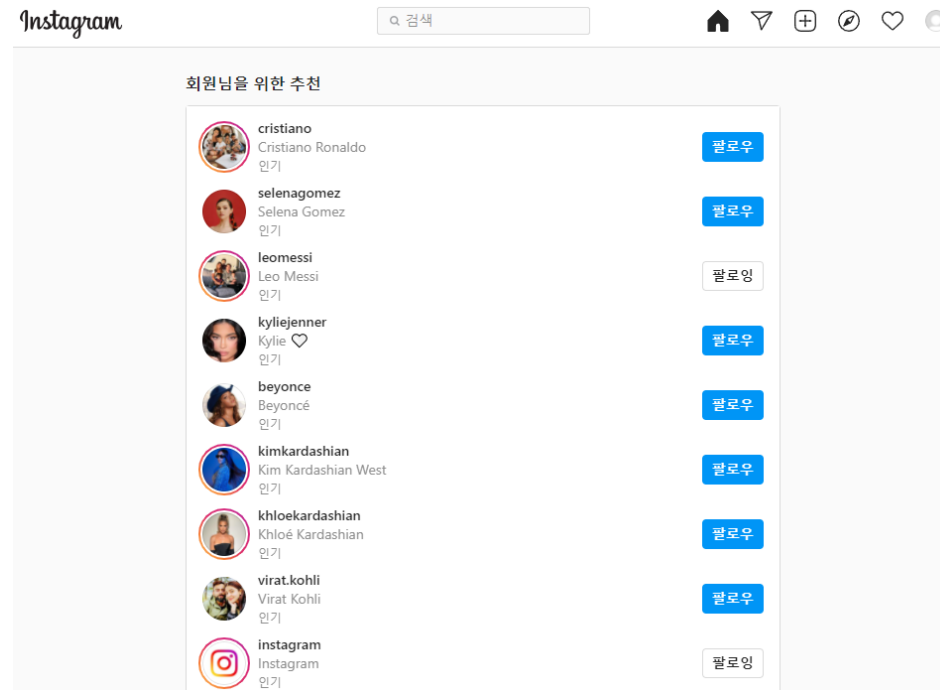 Instagram
검색
회원님을 위한 추천
cristiano
Cristiano Ronaldo
인기
팔로우
selenagomez
Selena Gomez
인기
팔로우
leomessi
Leo Messi
인기
팔로잉
kyliejenner
Kylie 🤍
인기
팔로우
beyonce
Beyoncé
인기
팔로우
kimkardashian
Kim Kardashian West
인기
팔로우
khloekardashian
Khloé Kardashian
인기
팔로우
virat.kohli
Virat Kohli
인기
팔로우
instagram
Instagram
인기
팔로잉